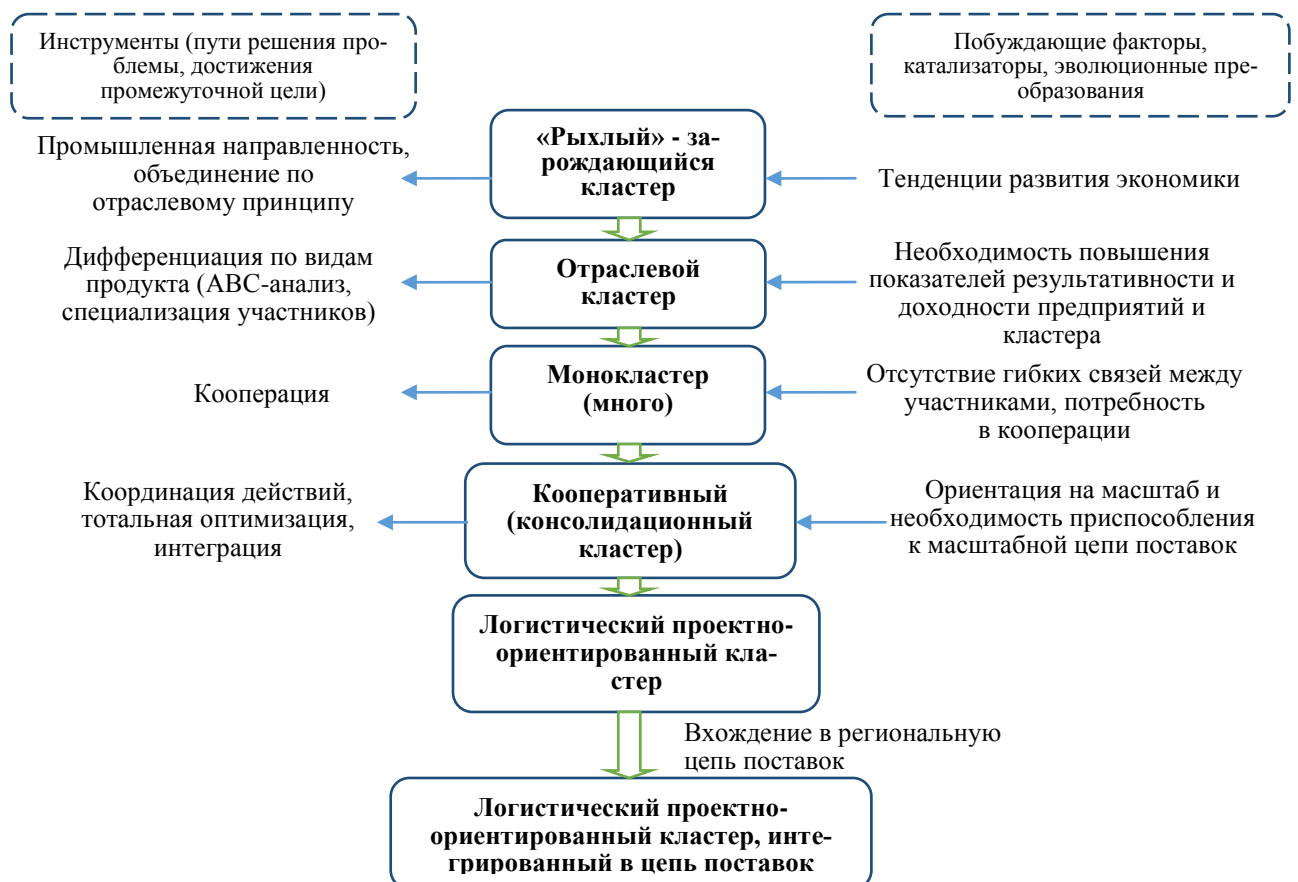 Инструменты (пути решения про-
блемы, достижения
промежуточной цели)
Побуждающие факторы,
катализаторы, эволюционные пре-
образования
Промышленная направленность,
объединение по
отраслевому принципу
«Рыхлый» - за-
рождающийся
кластер
Тенденции развития экономики
Дифференциация по видам
продукта (АВС-анализ,
специализация участников)
Отраслевой
кластер
Необходимость повышения
показателей результативности и
доходности предприятий и
кластера
Кооперация
Монокластер
(много)
Отсутствие гибких связей между
участниками, потребность
в кооперации
Координация действий,
тотальная оптимизация,
интеграция
Кооперативный
(консолидационный
кластер)
Ориентация на масштаб и
необходимость приспособления
к масштабной цепи поставок
Логистический проектно-
ориентированный кла-
стер
Вхождение в региональную
цепь поставок
Логистический проектно-
ориентированный кластер, инте-
грированный в цепь поставок